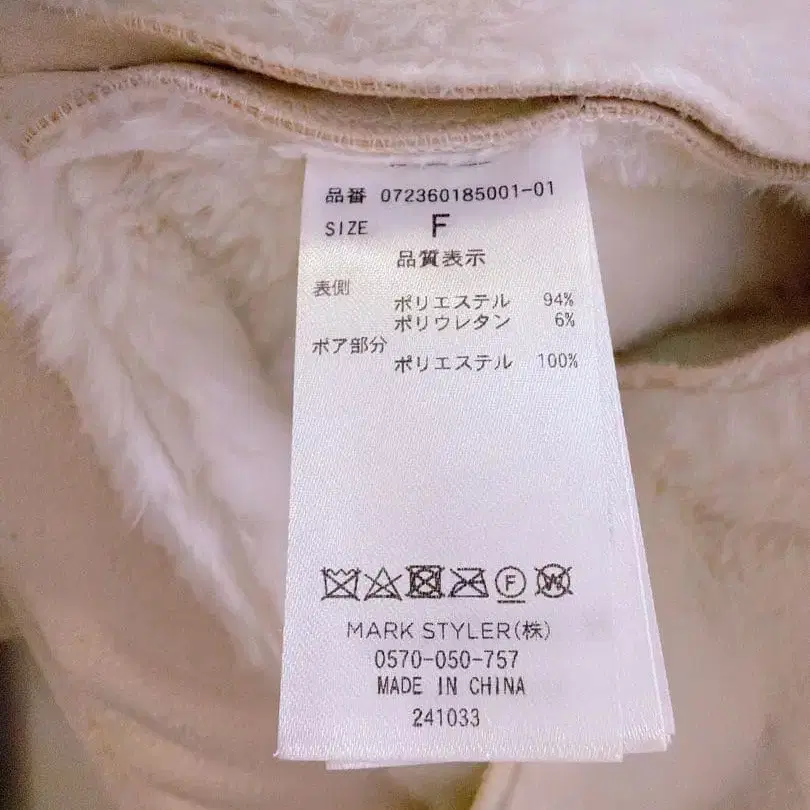 品番 072360185001-01
SIZE F
品質表示
表側
ポリエステル 94%
ポリウレタン 6%
ボア部分
ポリエステル 100%
F W
MARK STYLER(株)
0570-050-757
MADE IN CHINA
241033